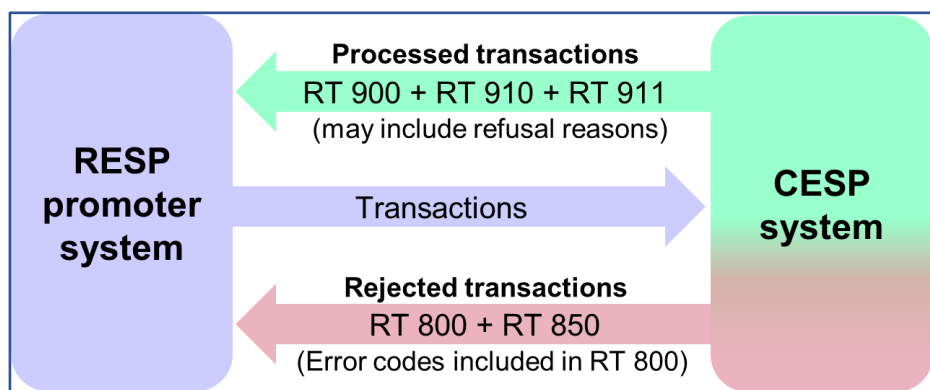 RESP
promoter
system
Processed transactions
RT 900 + RT 910 + RT 911
(may include refusal reasons)
Transactions
Rejected transactions
RT 800 + RT 850
(Error codes included in RT 800)
CESP
system